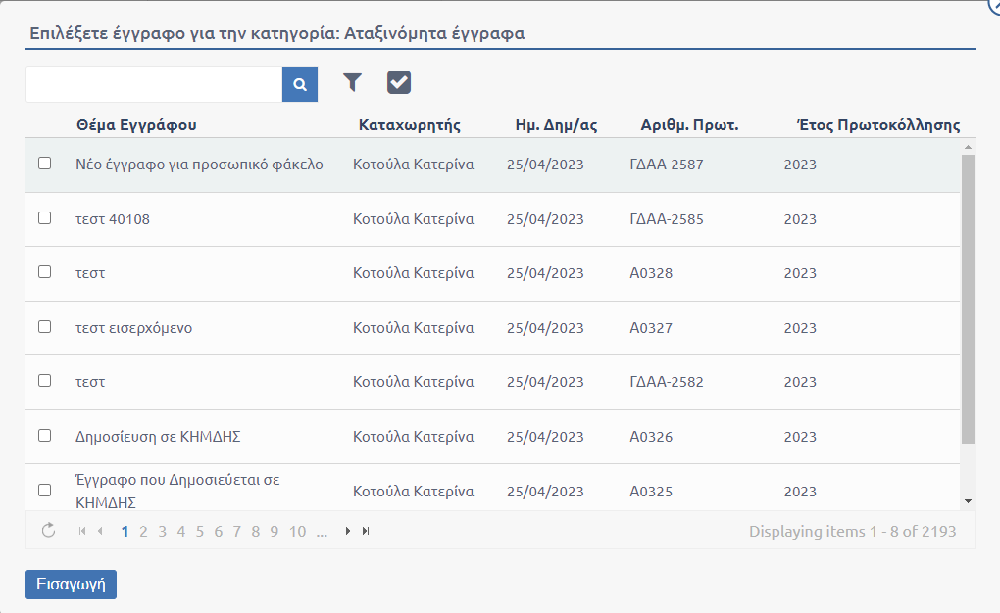 Επιλέξετε έγγραφο για την κατηγορία: Αταξινόμητα έγγραφα
Θέμα Εγγράφου Καταχωρητής Ημ. Δημ/ας Αριθμ. Πρωτ. Έτος Πρωτοκόλλησης
Νέο έγγραφο για προσωπικό φάκελο Κοτούλα Κατερίνα 25/04/2023 ΓΔΑΑ-2587 2023
τεστ 40108 Κοτούλα Κατερίνα 25/04/2023 ΓΔΑΑ-2585 2023
τεστ Κοτούλα Κατερίνα 25/04/2023 Α0328 2023
τεστ εισερχόμενο Κοτούλα Κατερίνα 25/04/2023 Α0327 2023
τεστ Κοτούλα Κατερίνα 25/04/2023 ΓΔΑΑ-2582 2023
Δημοσίευση σε ΚΗΜΔΗΣ Κοτούλα Κατερίνα 25/04/2023 Α0326 2023
Έγγραφο που Δημοσιεύεται σε
ΚΗΜΔΗΣ Κοτούλα Κατερίνα 25/04/2023 Α0325 2023
1 2 3 4 5 6 7 8 9 10 ... Displaying items 1 - 8 of 2193
Εισαγωγή